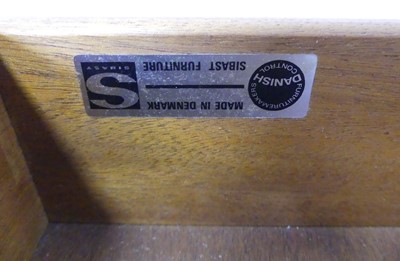 DANISH
FURNITUREMAKERS
CONTROL
MADE IN DENMARK
SIBAST FURNITURE
S
SIBAST